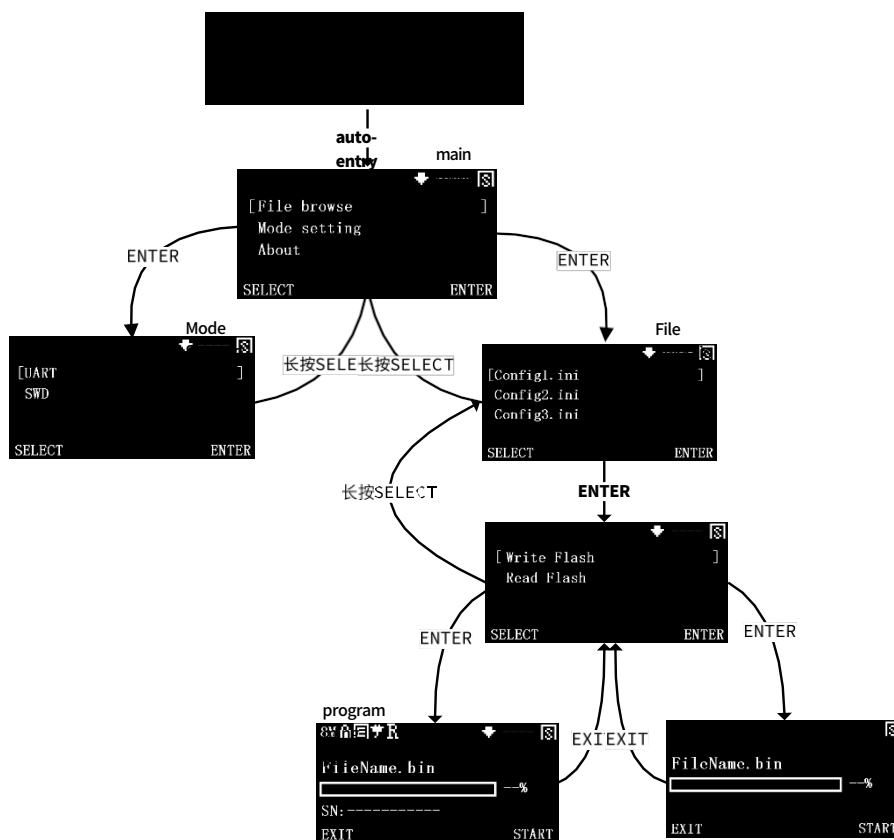 auto-
entry
main
[File browse ]
Mode setting
About
SELECT ENTER
ENTER
ENTER
Mode
[UART ]
SWD
SELECT ENTER
长按SELE
长按SELECT
File
[Config1.ini ]
Config2.ini
Config3.ini
SELECT ENTER
长按SELECT
ENTER
[Write Flash ]
Read Flash
SELECT ENTER
ENTER
ENTER
program
R
FileName.bin
--%
SN:-----------
EXIT START
EXI
EXIT
FileName.bin
--%
EXIT START